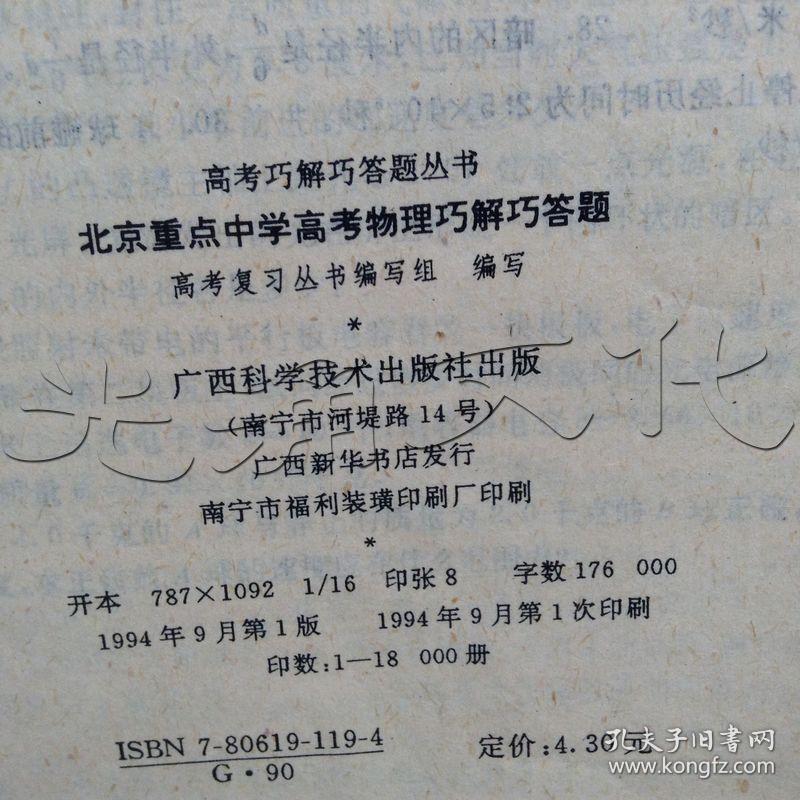 高考巧解巧答题丛书
北京重点中学高考物理巧解巧答题
高考复习丛书编写组 编写
*
广西科学技术出版社出版
(南宁市河堤路14号)
广西新华书店发行
南宁市福利装璜印刷厂印刷
*
开本 787×1092 1/16 印张 8 字数 176 000
1994年9月第1版 1994年9月第1次印刷
印数:1—18 000册
ISBN 7-80619-119-4
G·90
定价:4.30元
孔夫子旧书网
www.kongfz.com